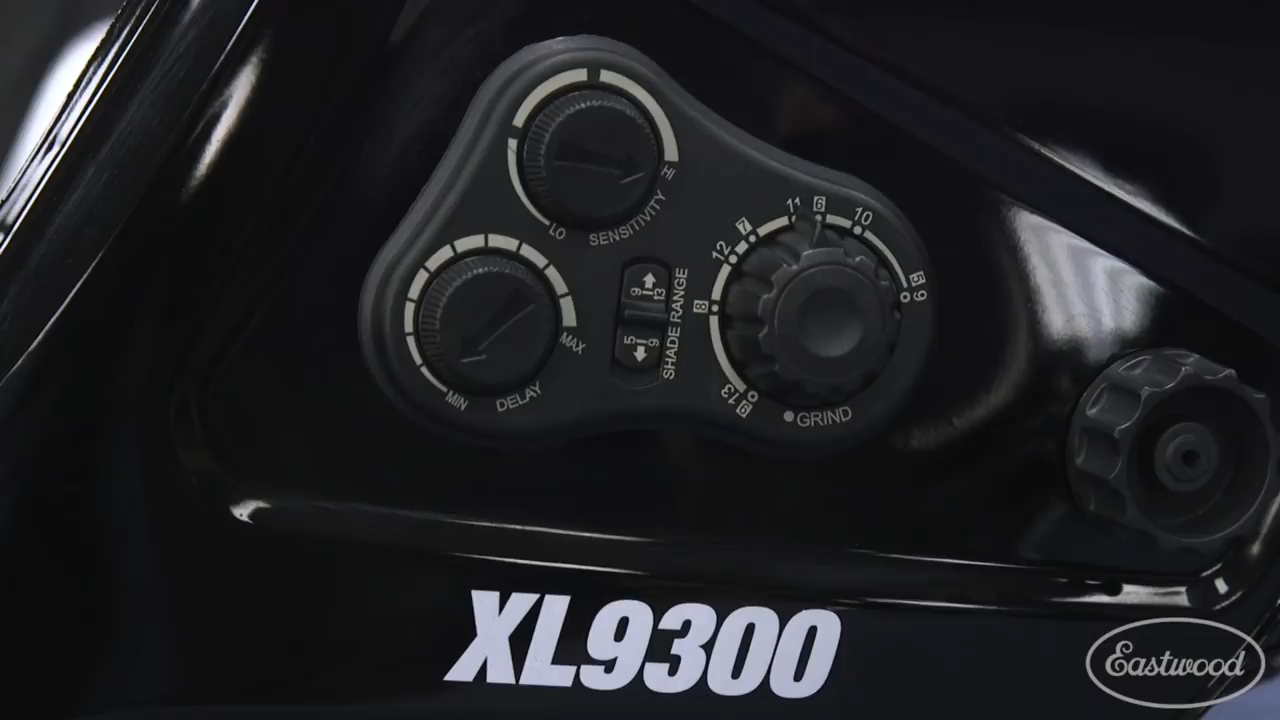 HI
LO
SENSITIVITY
MAX
MIN
DELAY
9 13
5 9
SHADE RANGE
11 6 10
7
12
5 9
8
13
9
GRIND
XL9300
Eastwood